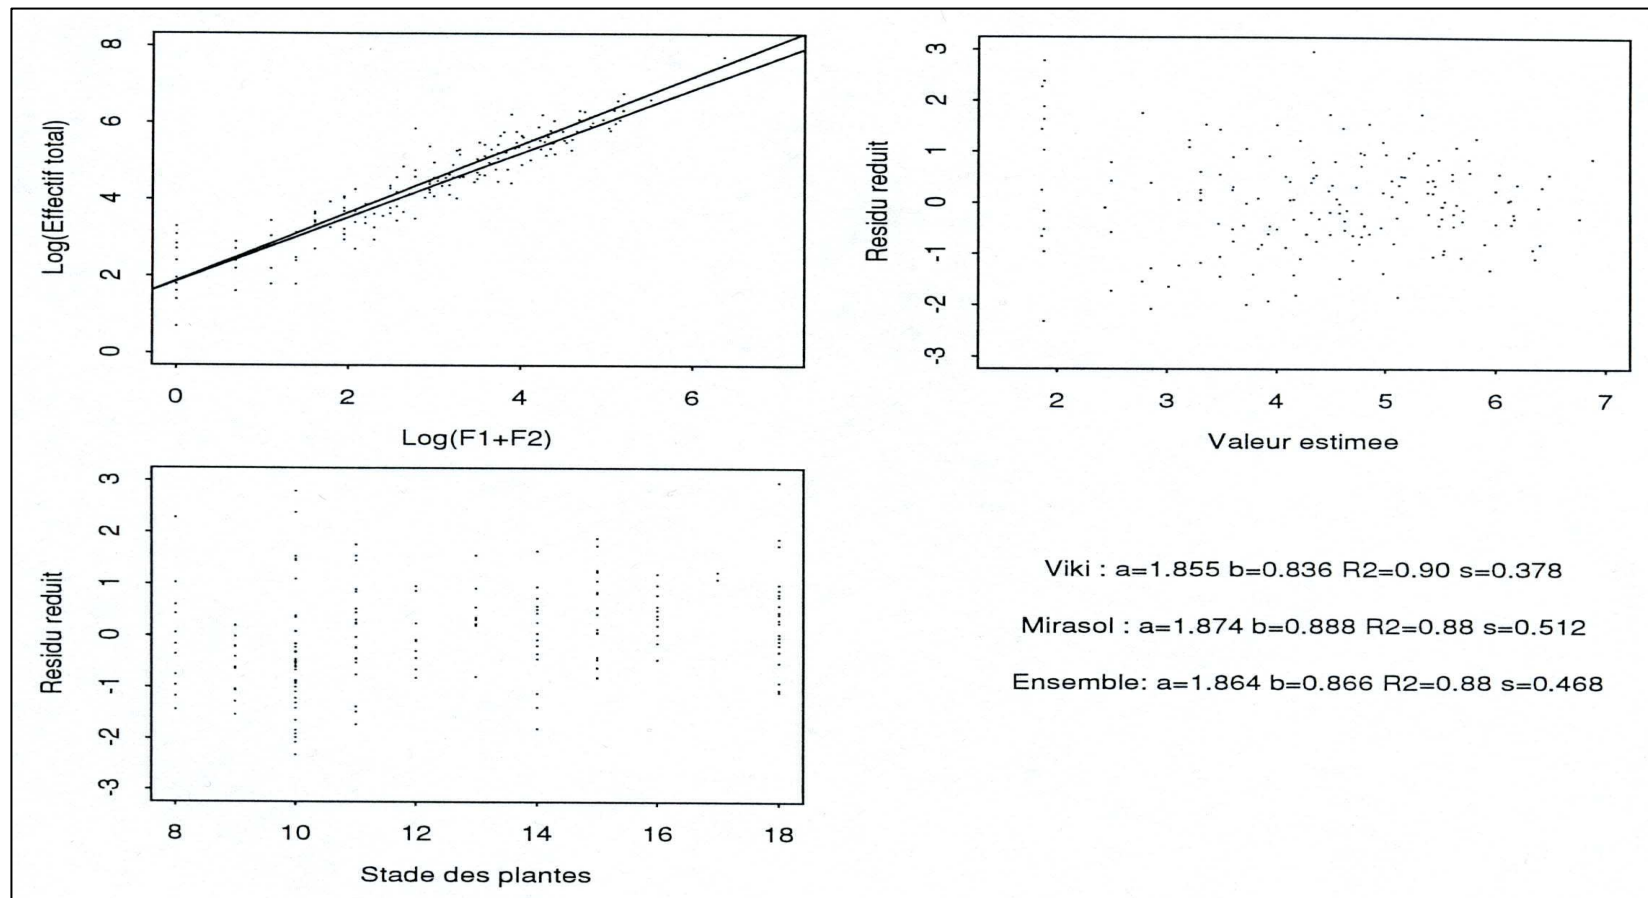 Log(Effectif total)
8
6
4
2
0
0 2 4 6
Log(F1+F2)
Residu reduit
3
2
1
0
-1
-2
-3
2 3 4 5 6 7
Valeur estimee
Residu reduit
3
2
1
0
-1
-2
-3
8 10 12 14 16 18
Stade des plantes
Viki : a=1.855 b=0.836 R2=0.90 s=0.378
Mirasol : a=1.874 b=0.888 R2=0.88 s=0.512
Ensemble: a=1.864 b=0.866 R2=0.88 s=0.468